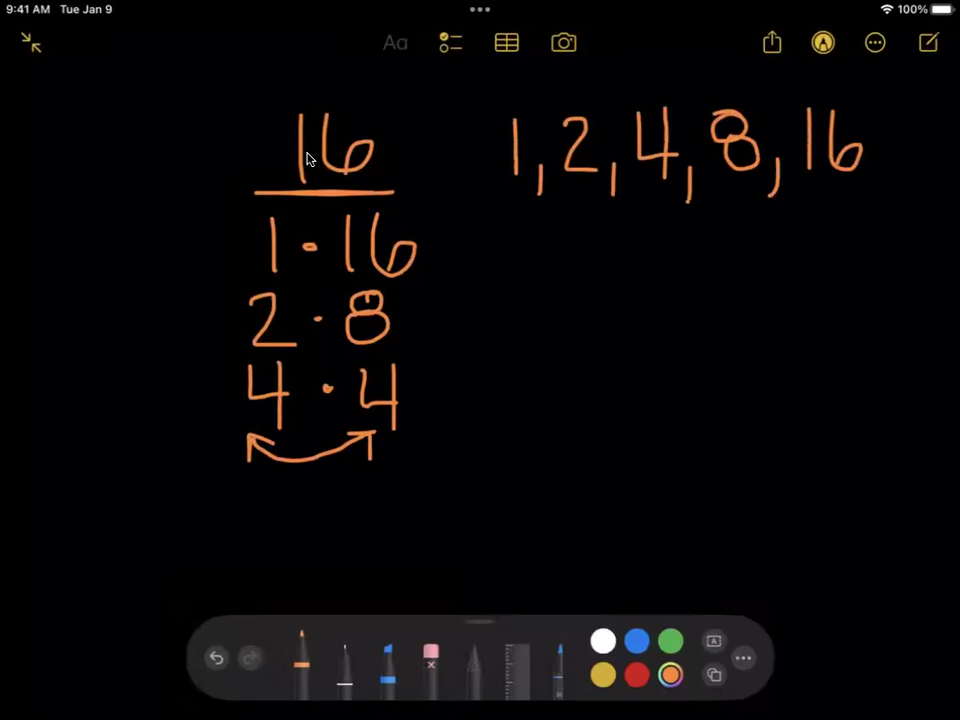 9:41 AM Tue Jan 9
100%
Aa
16
1 · 16
2 · 8
4 · 4
1, 2, 4, 8, 16